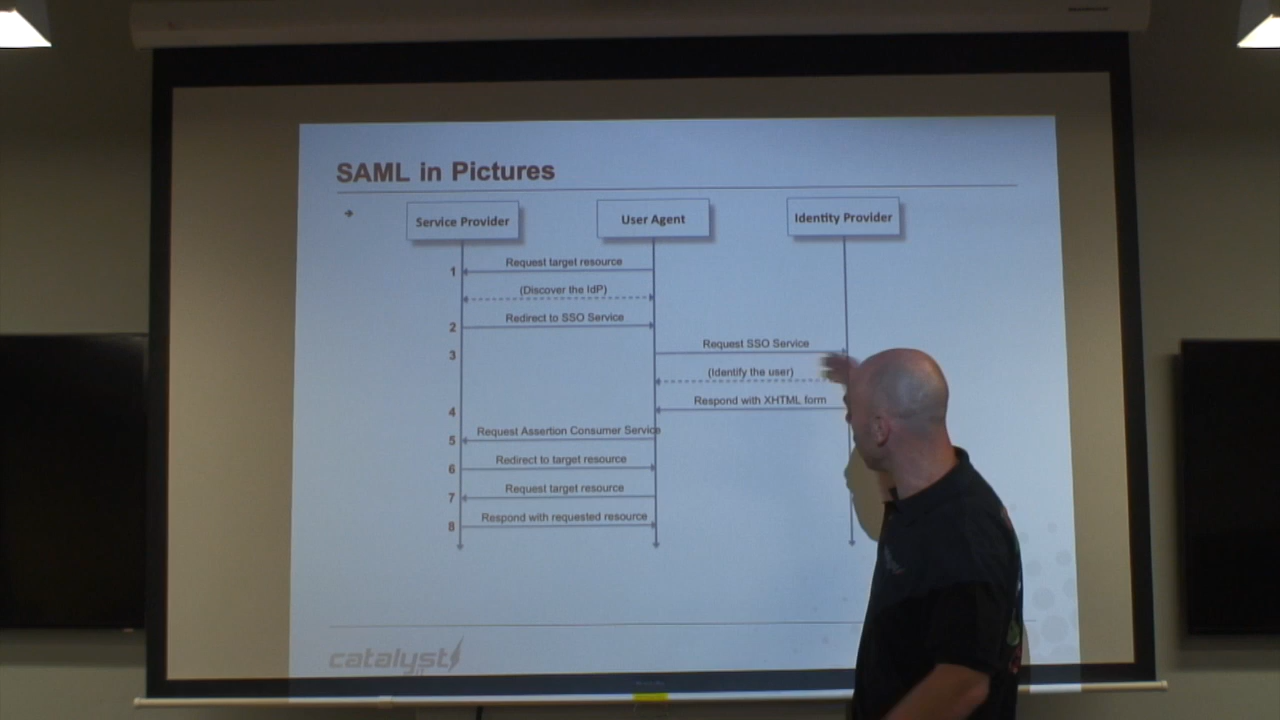 SAML in Pictures
Service Provider
User Agent
Identity Provider
1 Request target resource
(Discover the IdP)
2 Redirect to SSO Service
3 Request SSO Service
(Identify the user)
4 Respond with XHTML form
5 Request Assertion Consumer Service
6 Redirect to target resource
7 Request target resource
8 Respond with requested resource
catalyst